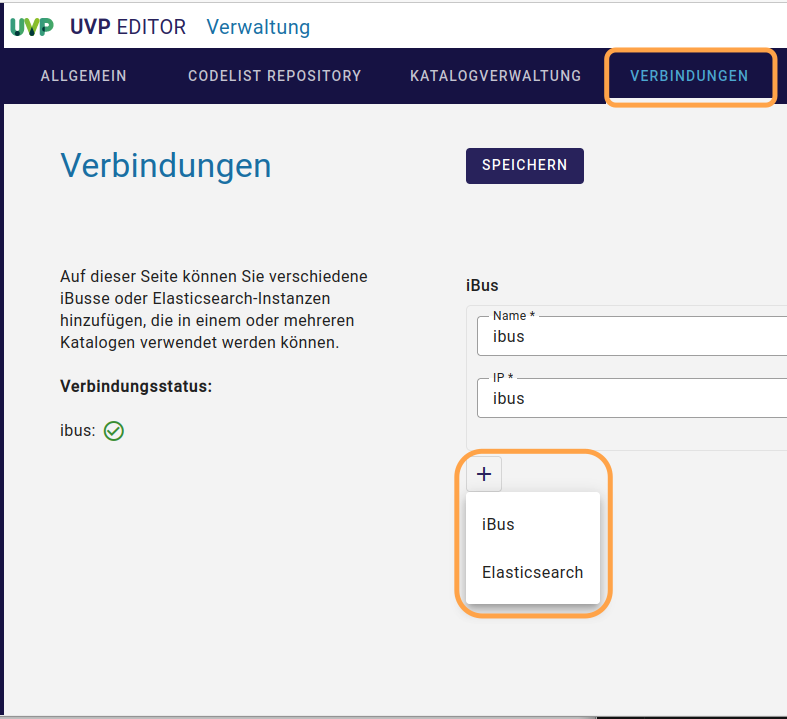 UVP UVP EDITOR Verwaltung
ALLGEMEIN CODELIST REPOSITORY KATALOGVERWALTUNG VERBINDUNGEN
Verbindungen
SPEICHERN
Auf dieser Seite können Sie verschiedene
iBusse oder Elasticsearch-Instanzen
hinzufügen, die in einem oder mehreren
Katalogen verwendet werden können.
Verbindungsstatus:
ibus:
iBus
Name *
ibus
IP *
ibus
+
iBus
Elasticsearch